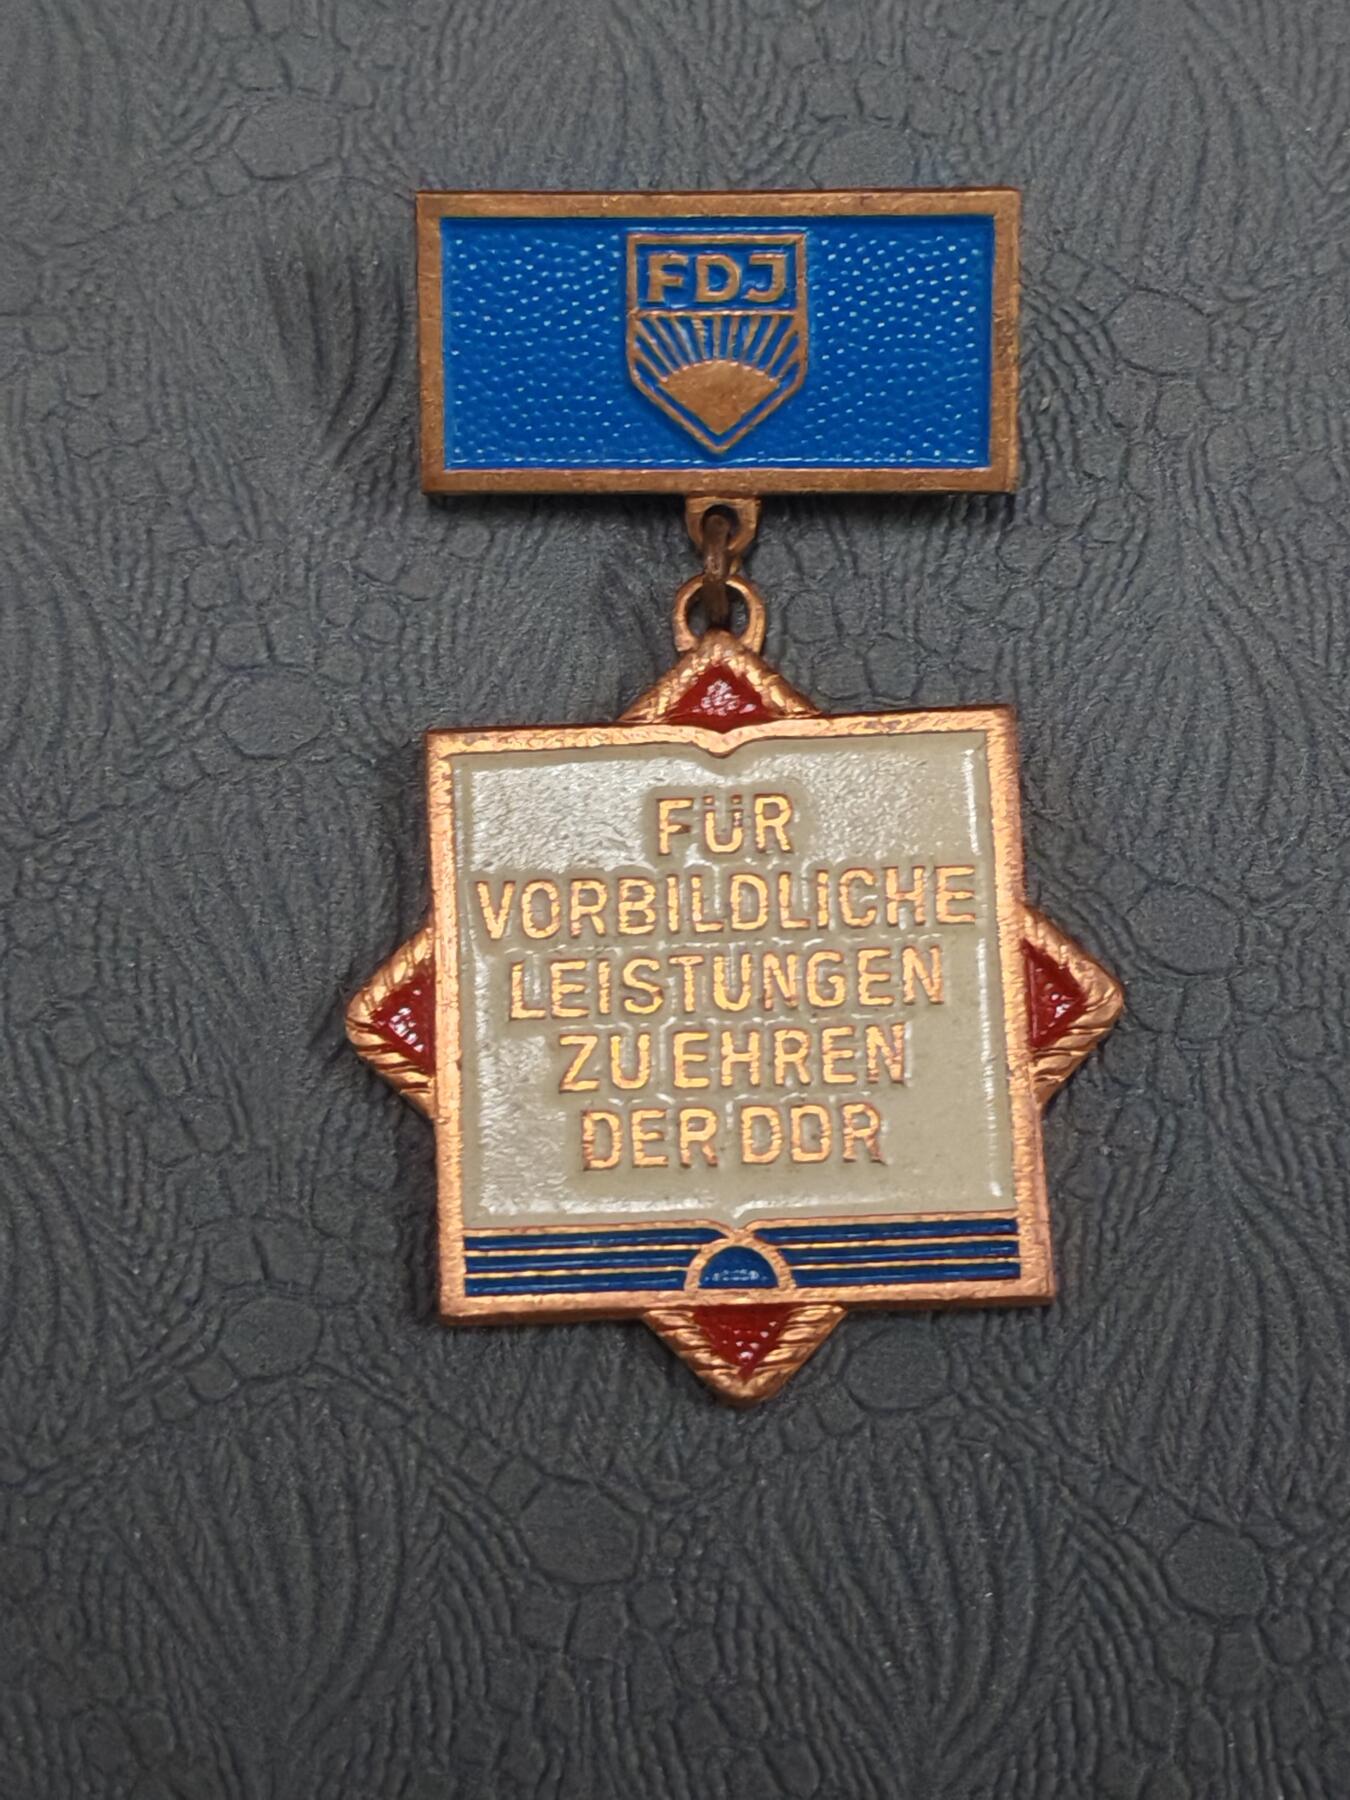 FDJ
FÜR
VORBILDLICHE
LEISTUNGEN
ZU EHREN
DER DDR